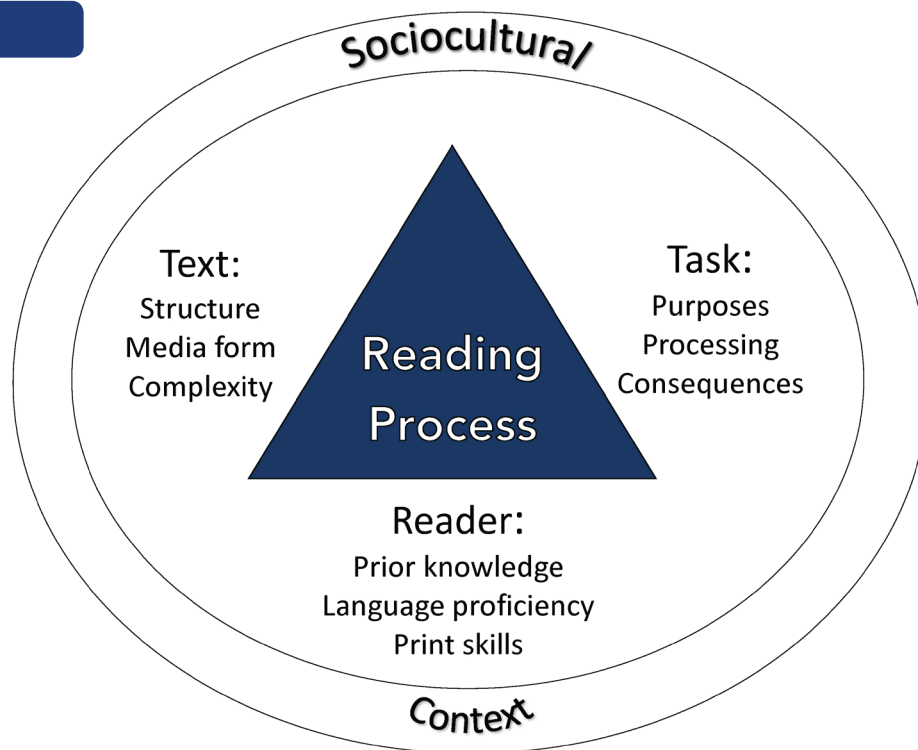 Sociocultural
Text:
Structure
Media form
Complexity
Task:
Purposes
Processing
Consequences
Reading
Process
Reader:
Prior knowledge
Language proficiency
Print skills
Context